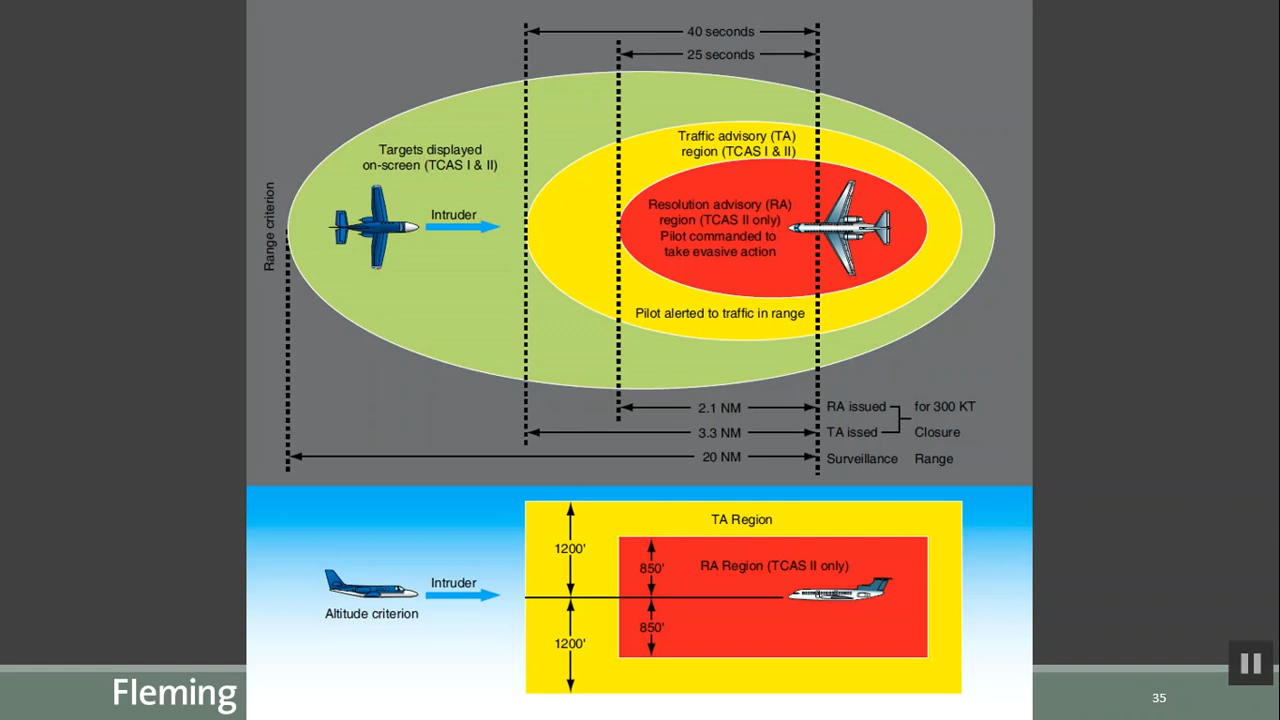 40 seconds
25 seconds
Traffic advisory (TA)
region (TCAS I & II)
Targets displayed
on-screen (TCAS I & II)
Range criterion
Intruder
Resolution advisory (RA)
region (TCAS II only)
Pilot commanded to
take evasive action
Pilot alerted to traffic in range
2.1 NM RA issued for 300 KT
3.3 NM TA issed Closure
20 NM Surveillance Range
TA Region
1200'
850' RA Region (TCAS II only)
Intruder
Altitude criterion
850'
1200'
Fleming
35